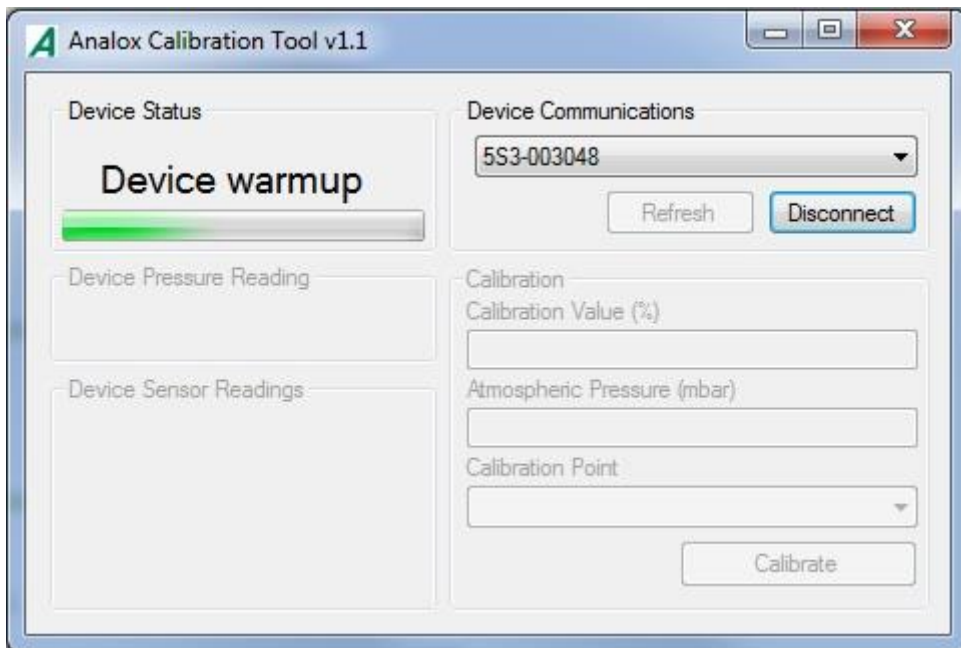 Analox Calibration Tool v1.1
Device Status
Device warmup
Device Communications
5S3-003048
Refresh
Disconnect
Device Pressure Reading
Device Sensor Readings
Calibration
Calibration Value (%)
Atmospheric Pressure (mbar)
Calibration Point
Calibrate